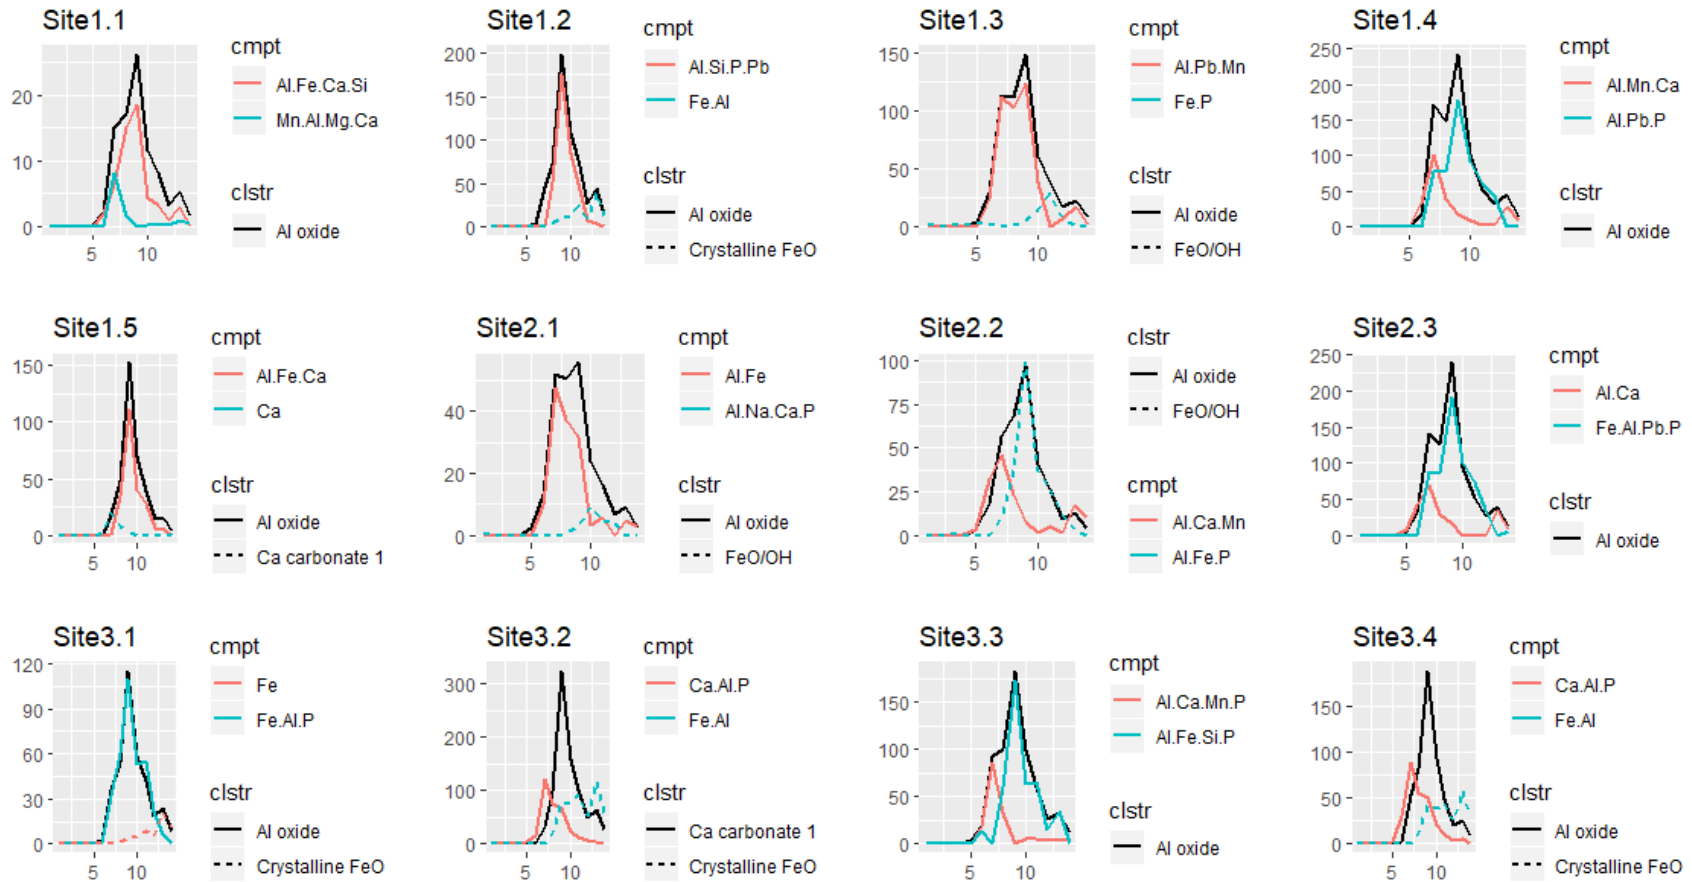 Site1.1
cmpt
Al.Fe.Ca.Si
Mn.Al.Mg.Ca
clstr
Al oxide
20
10
0
5 10
Site1.2
cmpt
Al.Si.P.Pb
Fe.Al
clstr
Al oxide
Crystalline FeO
200
150
100
50
0
5 10
Site1.3
cmpt
Al.Pb.Mn
Fe.P
clstr
Al oxide
FeO/OH
150
100
50
0
5 10
Site1.4
cmpt
Al.Mn.Ca
Al.Pb.P
clstr
Al oxide
250
200
150
100
50
0
5 10
Site1.5
cmpt
Al.Fe.Ca
Ca
clstr
Al oxide
Ca carbonate 1
150
100
50
0
5 10
Site2.1
cmpt
Al.Fe
Al.Na.Ca.P
clstr
Al oxide
FeO/OH
40
20
0
5 10
Site2.2
clstr
Al oxide
FeO/OH
cmpt
Al.Ca.Mn
Al.Fe.P
100
75
50
25
0
5 10
Site2.3
cmpt
Al.Ca
Fe.Al.Pb.P
clstr
Al oxide
250
200
150
100
50
0
5 10
Site3.1
cmpt
Fe
Fe.Al.P
clstr
Al oxide
Crystalline FeO
120
90
60
30
0
5 10
Site3.2
cmpt
Ca.Al.P
Fe.Al
clstr
Ca carbonate 1
Crystalline FeO
300
200
100
0
5 10
Site3.3
cmpt
Al.Ca.Mn.P
Al.Fe.Si.P
clstr
Al oxide
150
100
50
0
5 10
Site3.4
cmpt
Ca.Al.P
Fe.Al
clstr
Al oxide
Crystalline FeO
150
100
50
0
5 10